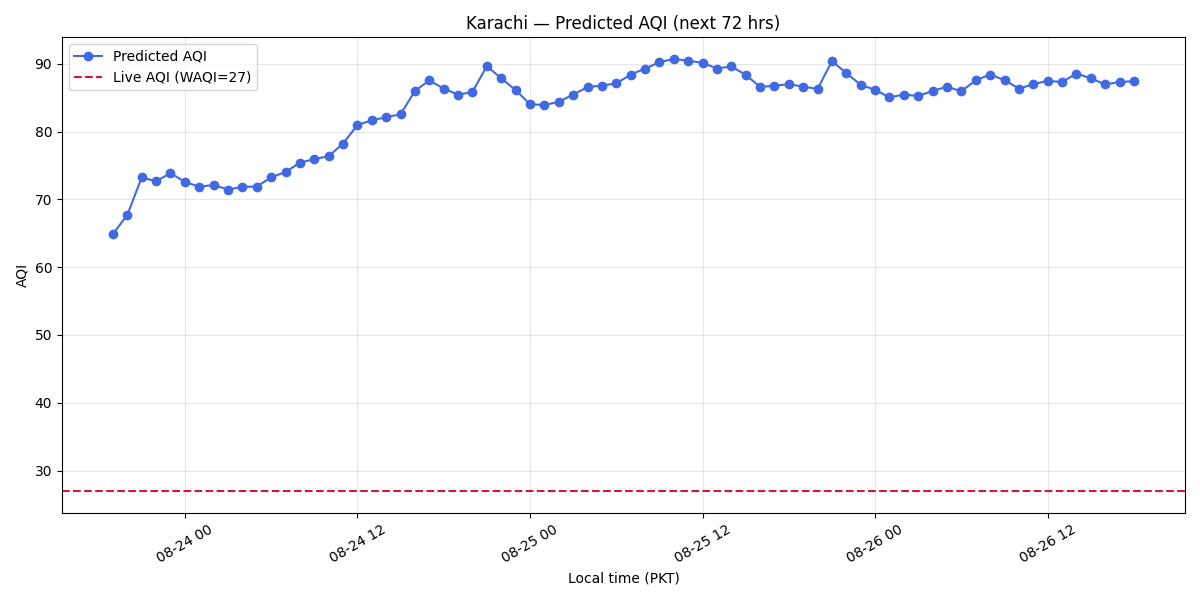 Karachi — Predicted AQI (next 72 hrs)
Predicted AQI
Live AQI (WAQI=27)
AQI
90
80
70
60
50
40
30
08-24 00
08-24 12
08-25 00
08-25 12
08-26 00
08-26 12
Local time (PKT)